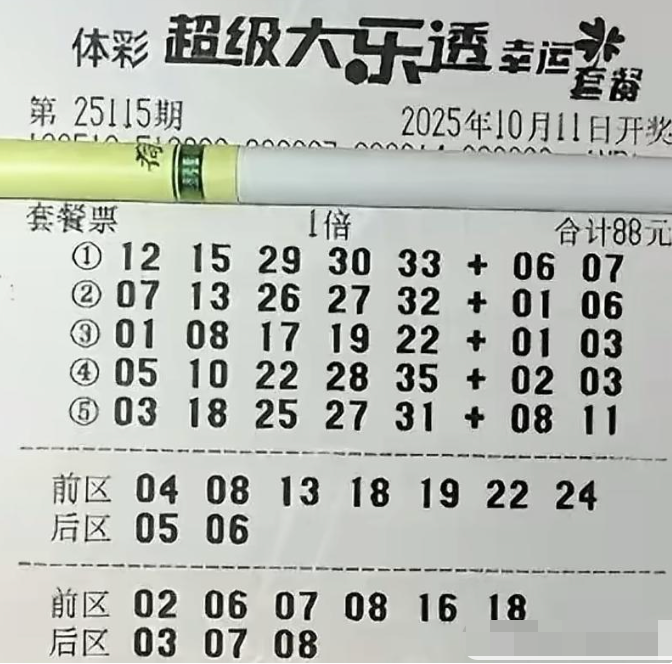 体彩 超级大乐透 幸运套餐
第 25115期 2025年10月11日开奖
套餐票 1倍 合计88元
① 12 15 29 30 33 + 06 07
② 07 13 26 27 32 + 01 06
③ 01 08 17 19 22 + 01 03
④ 05 10 22 28 35 + 02 03
⑤ 03 18 25 27 31 + 08 11
前区 04 08 13 18 19 22 24
后区 05 06
前区 02 06 07 08 16 18
后区 03 07 08